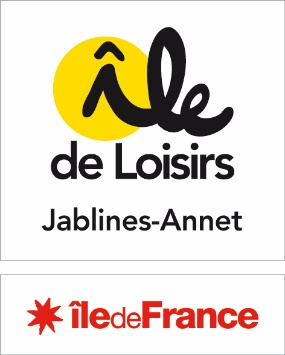 île
de Loisirs
Jablines-Annet
îledeFrance